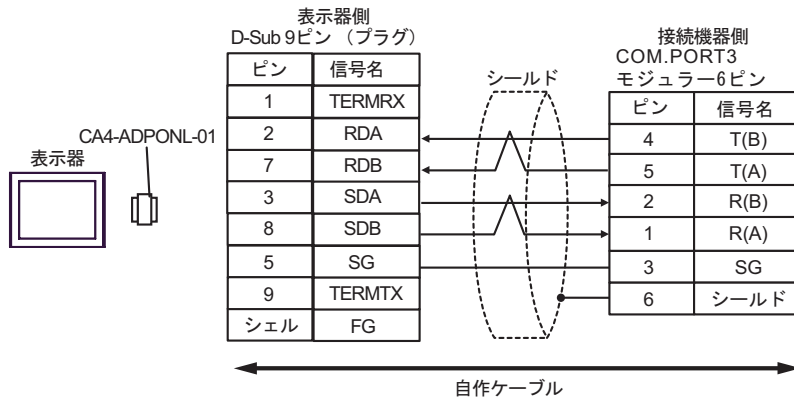 表示器側
D-Sub 9ピン （プラグ）
接続機器側
COM.PORT3
モジュラー6ピン
CA4-ADPONL-01
表示器
シールド
ピン 信号名
1 TERMRX
2 RDA
7 RDB
3 SDA
8 SDB
5 SG
9 TERMTX
シェル FG
ピン 信号名
4 T(B)
5 T(A)
2 R(B)
1 R(A)
3 SG
6 シールド
自作ケーブル